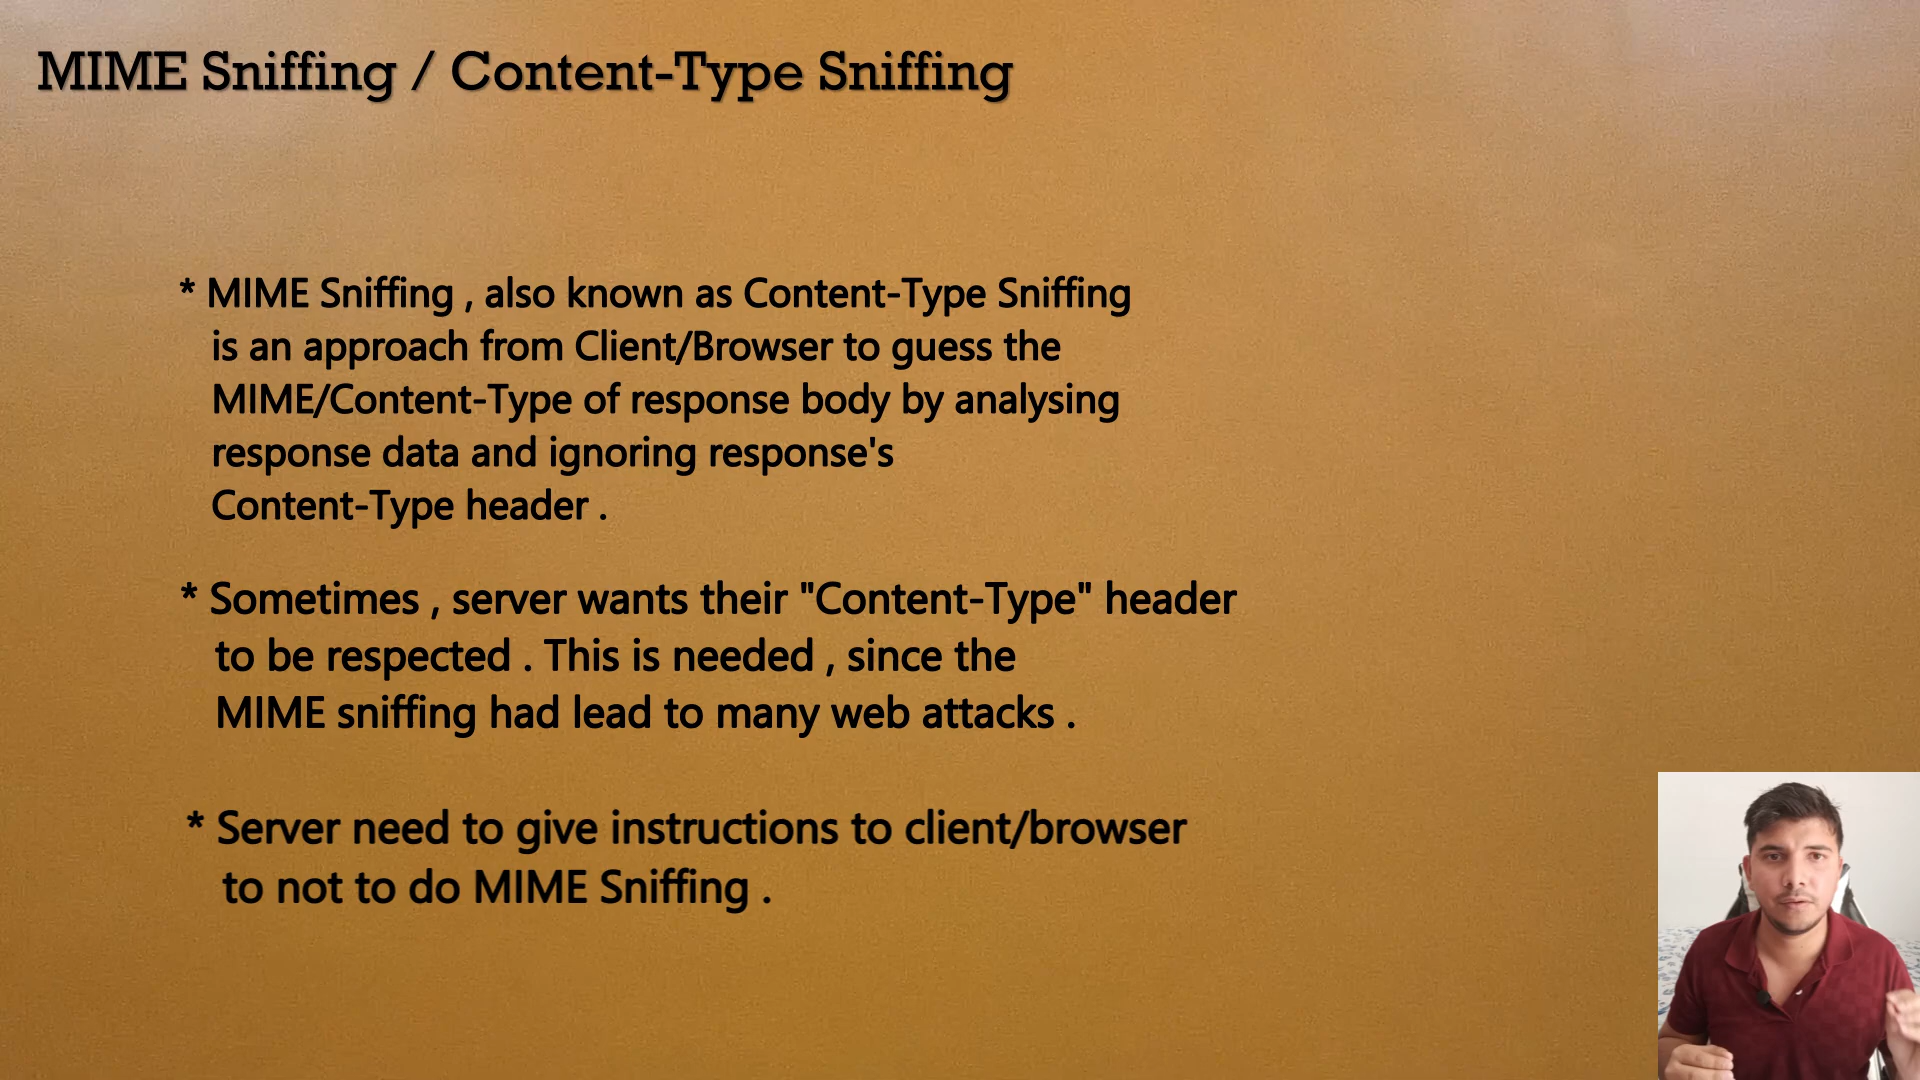 MIME Sniffing / Content-Type Sniffing
* MIME Sniffing , also known as Content-Type Sniffing
is an approach from Client/Browser to guess the
MIME/Content-Type of response body by analysing
response data and ignoring response's
Content-Type header .
* Sometimes , server wants their "Content-Type" header
to be respected . This is needed , since the
MIME sniffing had lead to many web attacks .
* Server need to give instructions to client/browser
to not to do MIME Sniffing .